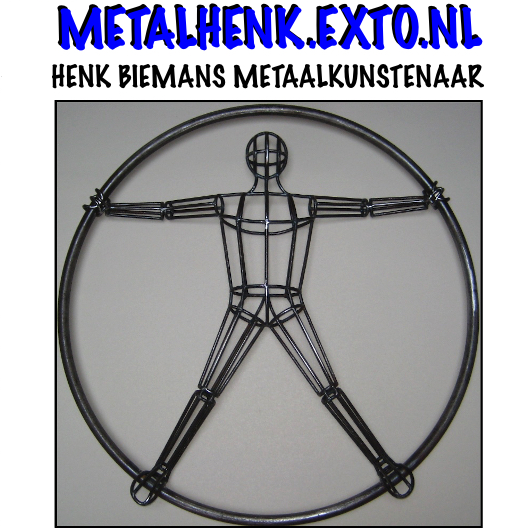 METALHENK.EXTO.NL
HENK BIEMANS METAALKUNSTENAAR